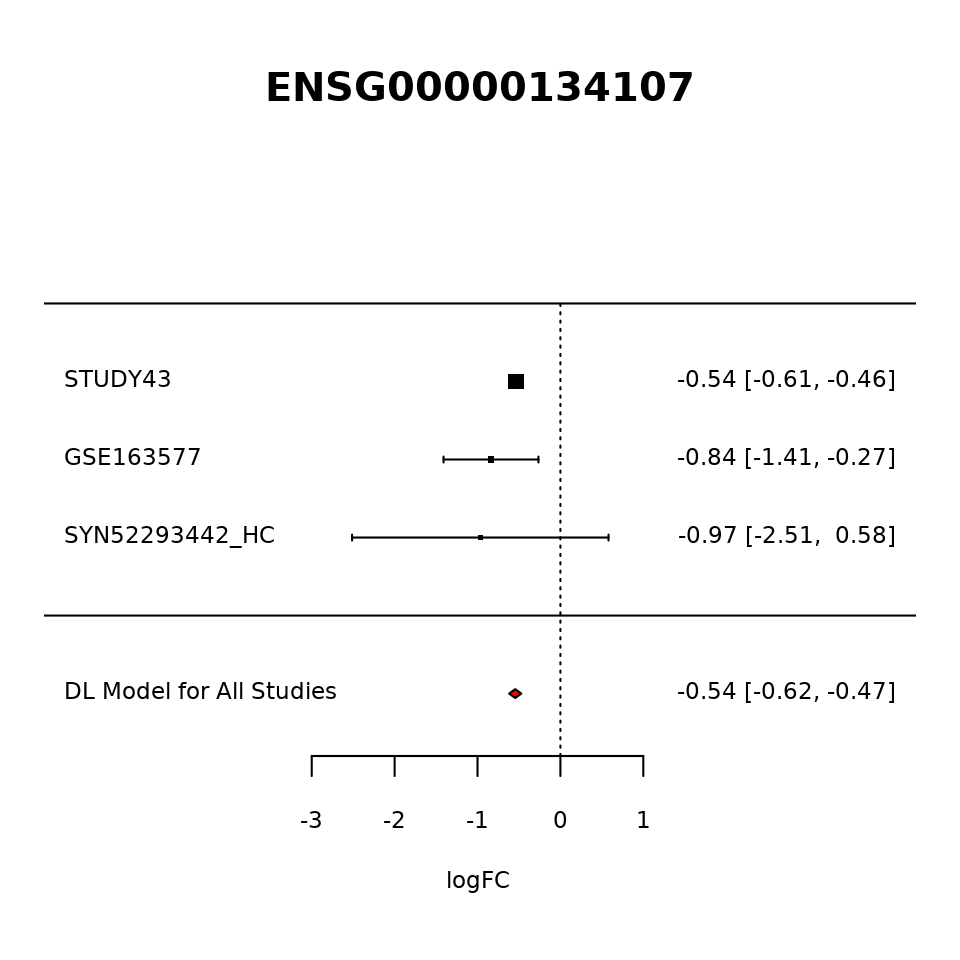 ENSG00000134107
STUDY43 -0.54 [-0.61, -0.46]
GSE163577 -0.84 [-1.41, -0.27]
SYN52293442_HC -0.97 [-2.51,  0.58]
DL Model for All Studies -0.54 [-0.62, -0.47]
-3 -2 -1 0 1
logFC